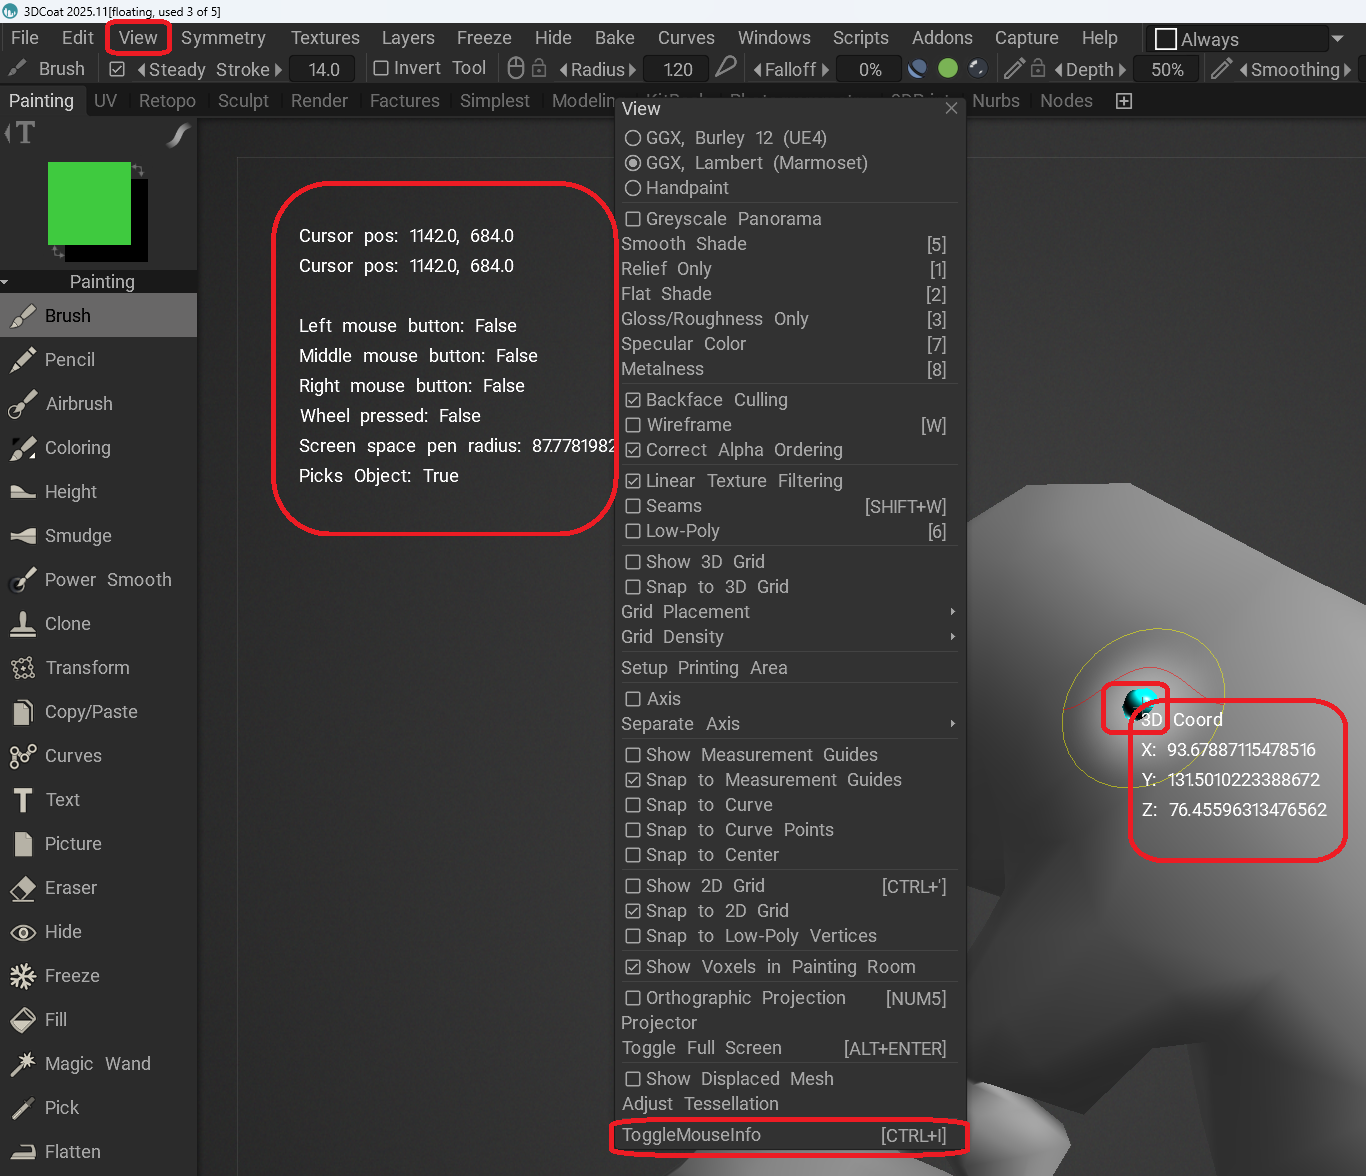 3DCoat 2025.11[floating, used 3 of 5]
File Edit View Symmetry Textures Layers Freeze Hide Bake Curves Windows Scripts Addons Capture Help Always
Brush Steady Stroke 14.0 Invert Tool Radius 1.20 Falloff 0% Depth 50% Smoothing
Painting UV Retopo Sculpt Render Paint Factures Simplest Nurbs Nodes
T
Painting
Brush
Pencil
Airbrush
Coloring
Height
Smudge
Power Smooth
Clone
Transform
Copy/Paste
Curves
Text
Picture
Eraser
Hide
Freeze
Fill
Magic Wand
Pick
Flatten
Cursor pos: 1142.0, 684.0
Cursor pos: 1142.0, 684.0
Left mouse button: False
Middle mouse button: False
Right mouse button: False
Wheel pressed: False
Screen space pen radius: 87.7781982
Picks Object: True
View
GGX, Burley 12 (UE4)
GGX, Lambert (Marmoset)
Handpaint
Greyscale Panorama
Smooth Shade [5]
Relief Only [1]
Flat Shade [2]
Gloss/Roughness Only [3]
Specular Color [7]
Metalness [8]
Backface Culling
Wireframe [W]
Correct Alpha Ordering
Linear Texture Filtering
Seams [SHIFT+W]
Low-Poly [6]
Show 3D Grid
Snap to 3D Grid
Grid Placement
Grid Density
Setup Printing Area
Axis
Separate Axis
Show Measurement Guides
Snap to Measurement Guides
Snap to Curve
Snap to Curve Points
Snap to Center
Show 2D Grid [CTRL+']
Snap to 2D Grid
Snap to Low-Poly Vertices
Show Voxels in Painting Room
Orthographic Projection [NUM5]
Projector
Toggle Full Screen [ALT+ENTER]
Show Displaced Mesh
Adjust Tessellation
ToggleMouseInfo [CTRL+I]
3D Coord
X: 93.67887115478516
Y: 131.5010223388672
Z: 76.45596313476562